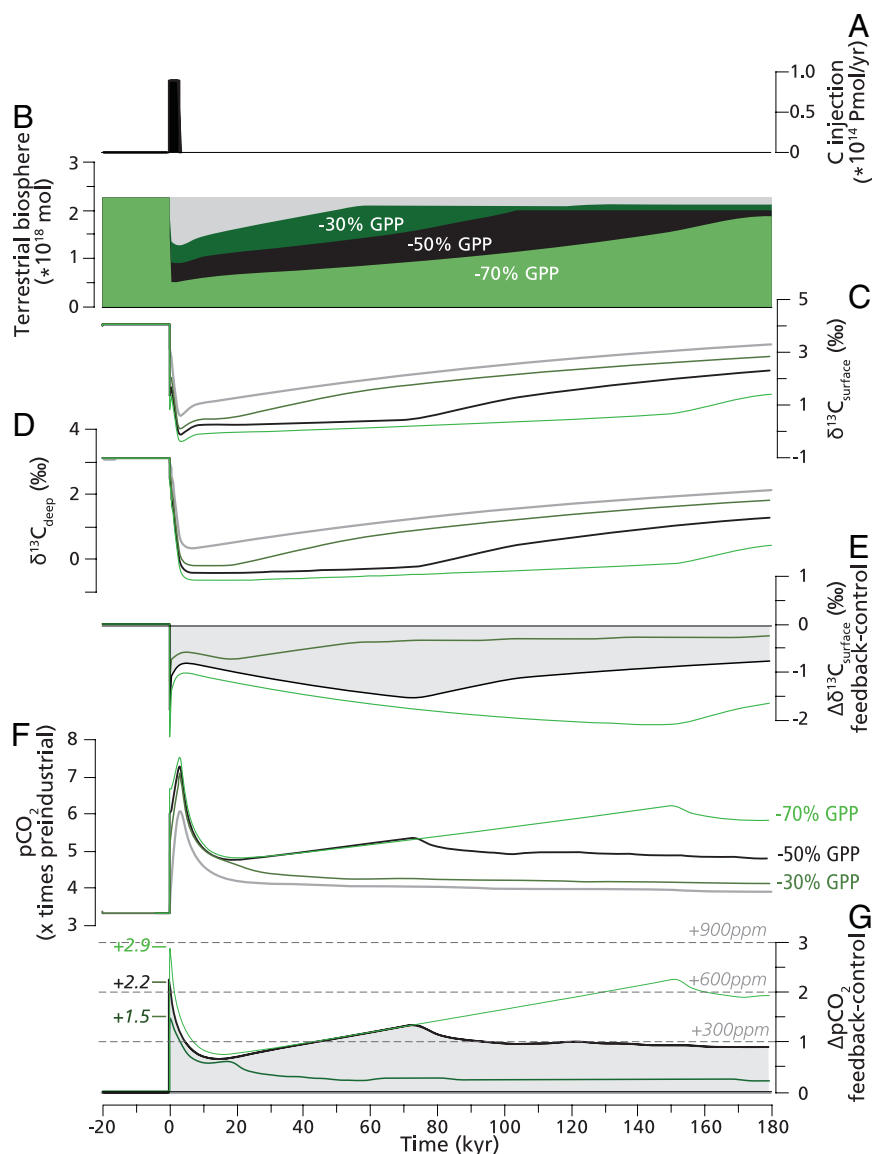 A
1.0
0.5
0
C injection
(*10¹⁴ Pmol/yr)
B
3
2
1
0
Terrestrial biosphere
(*10¹⁸ mol)
-30% GPP
-50% GPP
-70% GPP
C
5
3
1
-1
δ¹³C_surface (‰)
D
4
2
0
δ¹³C_deep (‰)
E
1
0
-1
-2
Δδ¹³C_surface (‰)
feedback-control
F
8
7
6
5
4
3
pCO₂
(x times preindustrial)
-70% GPP
-50% GPP
-30% GPP
G
+900ppm
+600ppm
+300ppm
+2.9
+2.2
+1.5
3
2
1
0
ΔpCO₂
feedback-control
-20 0 20 40 60 80 100 120 140 160 180
Time (kyr)